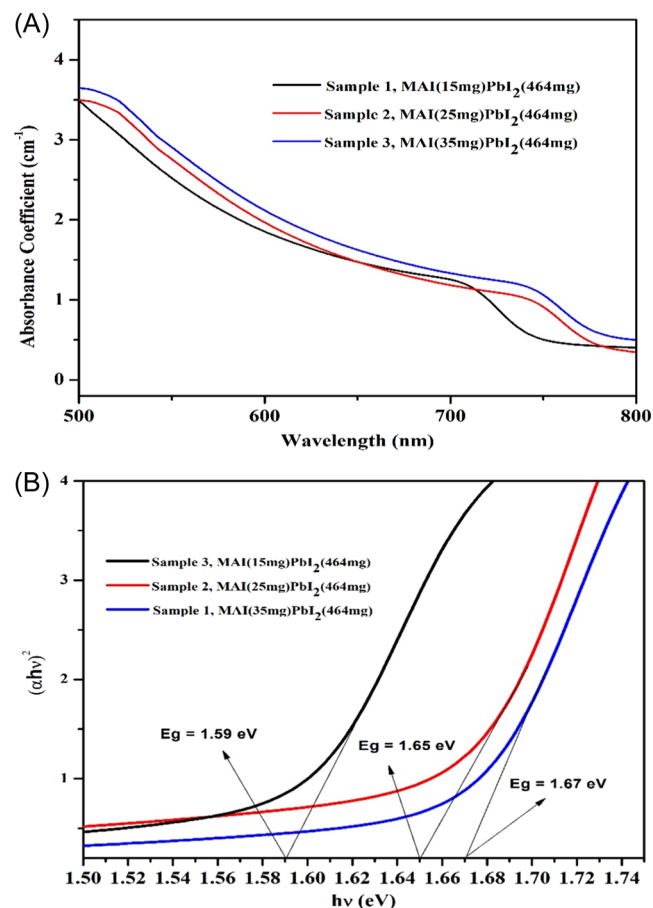 (A)
4
3
2
1
0
Absorbance Coefficient (cm-1)
Sample 1, MAI(15mg)PbI2(464mg)
Sample 2, MAI(25mg)PbI2(464mg)
Sample 3, MAI(35mg)PbI2(464mg)
500 600 700 800
Wavelength (nm)
(B)
4
3
2
1
(αhν)2
Sample 3, MAI(15mg)PbI2(464mg)
Sample 2, MAI(25mg)PbI2(464mg)
Sample 1, MAI(35mg)PbI2(464mg)
Eg = 1.59 eV
Eg = 1.65 eV
Eg = 1.67 eV
1.50 1.52 1.54 1.56 1.58 1.60 1.62 1.64 1.66 1.68 1.70 1.72 1.74
hν (eV)